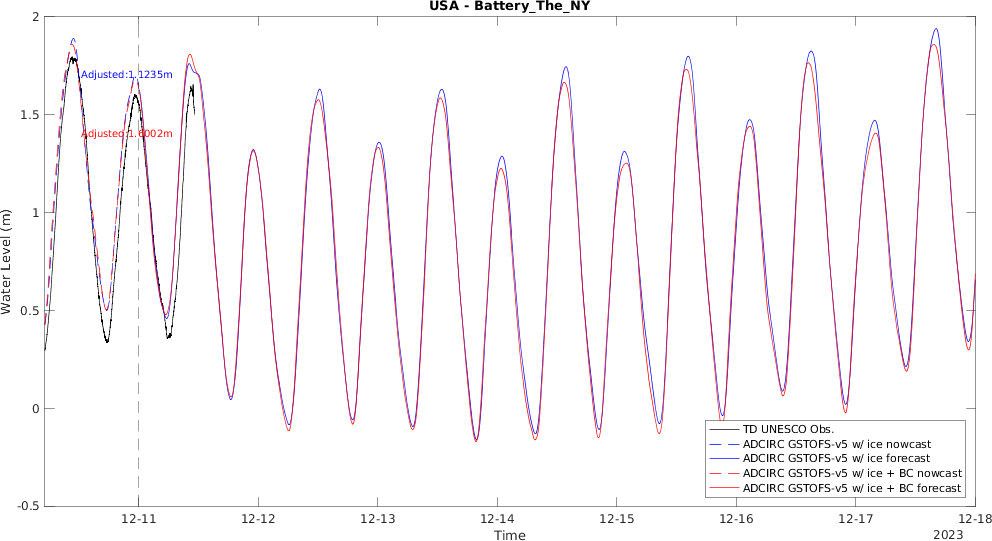 USA - Battery_The_NY
2
1.5
1
0.5
0
-0.5
Water Level (m)
Adjusted:1.1235m
Adjusted:1.6002m
TD UNESCO Obs.
ADCIRC GSTOFS-v5 w/ ice nowcast
ADCIRC GSTOFS-v5 w/ ice forecast
ADCIRC GSTOFS-v5 w/ ice + BC nowcast
ADCIRC GSTOFS-v5 w/ ice + BC forecast
12-11 12-12 12-13 12-14 12-15 12-16 12-17 12-18
Time
2023